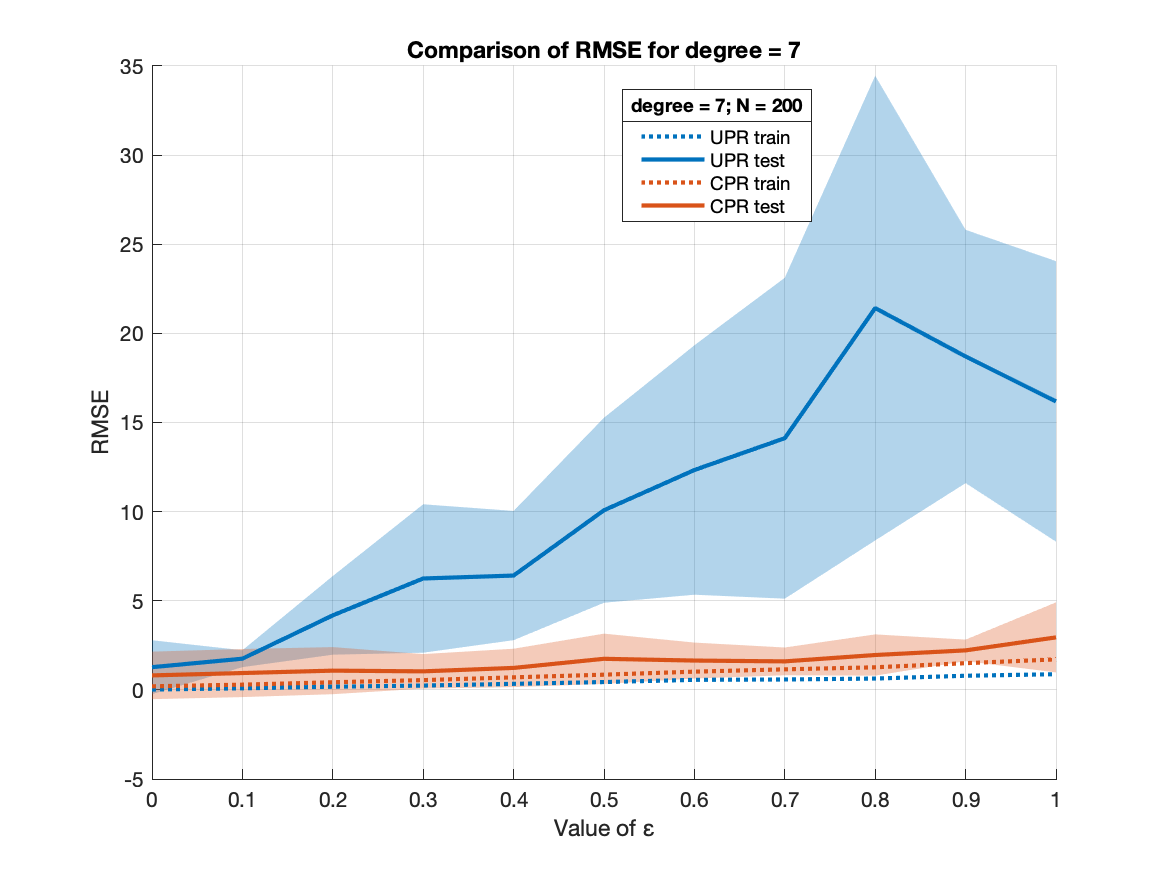 Comparison of RMSE for degree = 7
degree = 7; N = 200
UPR train
UPR test
CPR train
CPR test
RMSE
35
30
25
20
15
10
5
0
-5
0 0.1 0.2 0.3 0.4 0.5 0.6 0.7 0.8 0.9 1
Value of ε